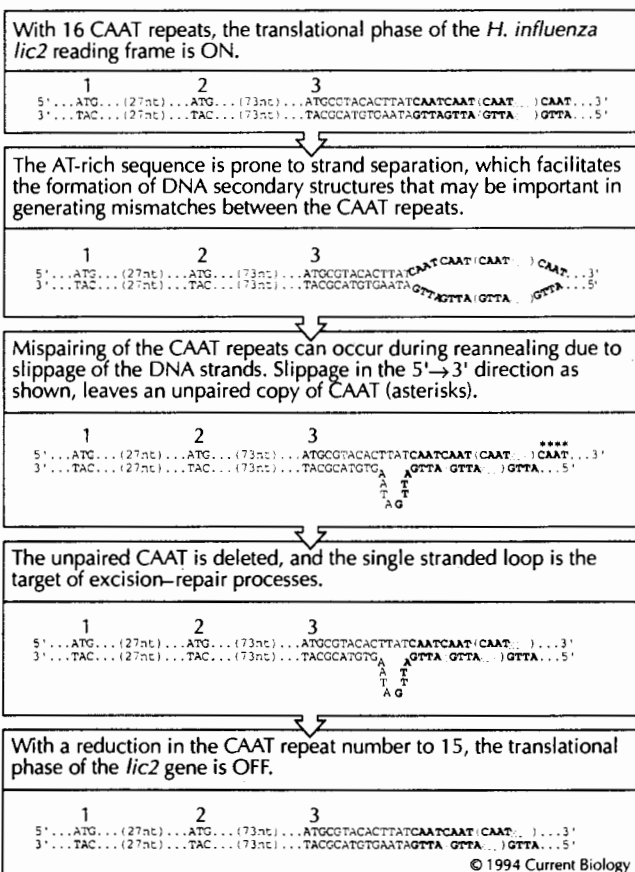 With 16 CAAT repeats, the translational phase of the H. influenza
lic2 reading frame is ON.
1 2 3
5'...ATG...(27nt)...ATG...(73nt)...ATGCCTACACTTATCAATCAAT(CAAT...)CAAT...3'
3'...TAC...(27nt)...TAC...(73nt)...TACGCATGTGAATAGTTAGTTA(GTTA...)GTTA...5'
The AT-rich sequence is prone to strand separation, which facilitates
the formation of DNA secondary structures that may be important in
generating mismatches between the CAAT repeats.
1 2 3
5'...ATG...(27nt)...ATG...(73nt)...ATGCGTACACTTATCAATCAAT(CAAT...)CAAT...3'
3'...TAC...(27nt)...TAC...(73nt)...TACGCATGTGAATAGTTAGTTA(GTTA...)GTTA...5'
Mispairing of the CAAT repeats can occur during reannealing due to
slippage of the DNA strands. Slippage in the 5'→3' direction as
shown, leaves an unpaired copy of CAAT (asterisks).
1 2 3 ****
5'...ATG...(27nt)...ATG...(73nt)...ATGCGTACACTTATCAATCAAT(CAAT...)CAAT...3'
3'...TAC...(27nt)...TAC...(73nt)...TACGCATGTG AGTTA(GTTA...)GTTA...5'
A A
A T
T T
A G
The unpaired CAAT is deleted, and the single stranded loop is the
target of excision–repair processes.
1 2 3
5'...ATG...(27nt)...ATG...(73nt)...ATGCGTACACTTATCAATCAAT(CAAT...)...3'
3'...TAC...(27nt)...TAC...(73nt)...TACGCATGTG AGTTA(GTTA...)GTTA...5'
A A
A T
T T
A G
With a reduction in the CAAT repeat number to 15, the translational
phase of the lic2 gene is OFF.
1 2 3
5'...ATG...(27nt)...ATG...(73nt)...ATGCGTACACTTATCAATCAAT(CAAT...)...3'
3'...TAC...(27nt)...TAC...(73nt)...TACGCATGTGAATAGTTA GTTA(...)GTTA...5'
© 1994 Current Biology